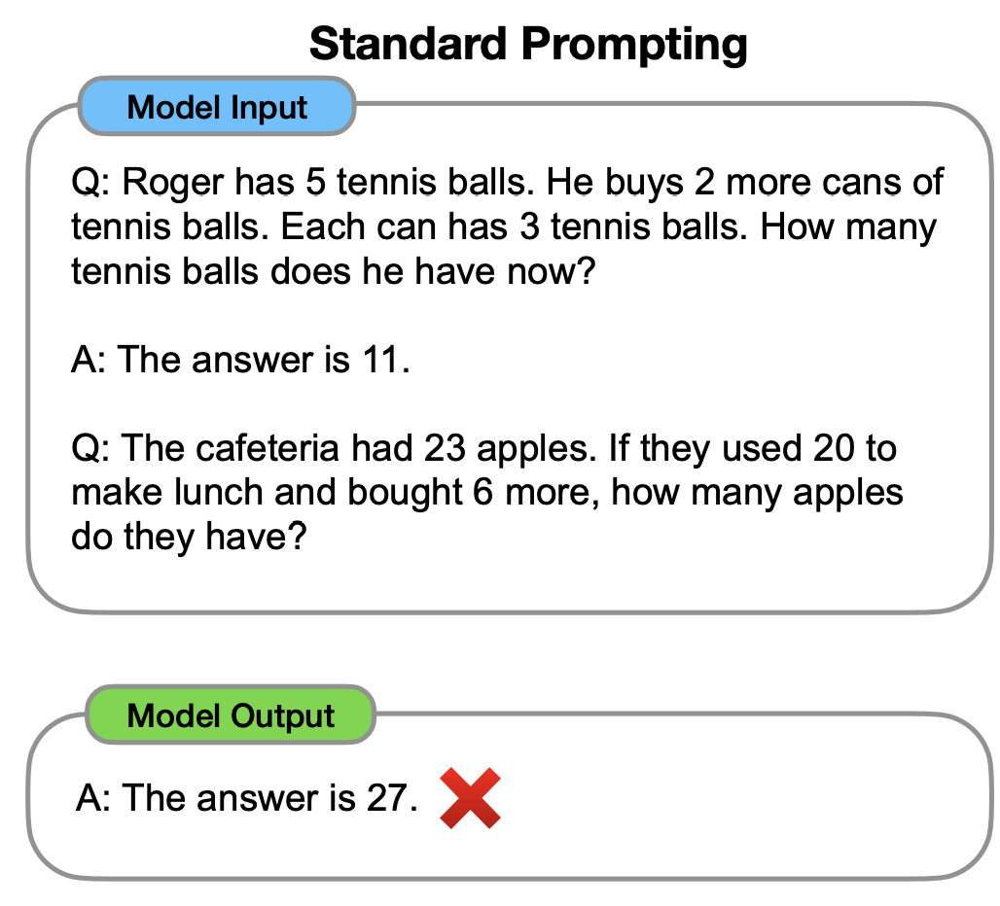 Standard Prompting
Model Input
Q: Roger has 5 tennis balls. He buys 2 more cans of
tennis balls. Each can has 3 tennis balls. How many
tennis balls does he have now?
A: The answer is 11.
Q: The cafeteria had 23 apples. If they used 20 to
make lunch and bought 6 more, how many apples
do they have?
Model Output
A: The answer is 27.